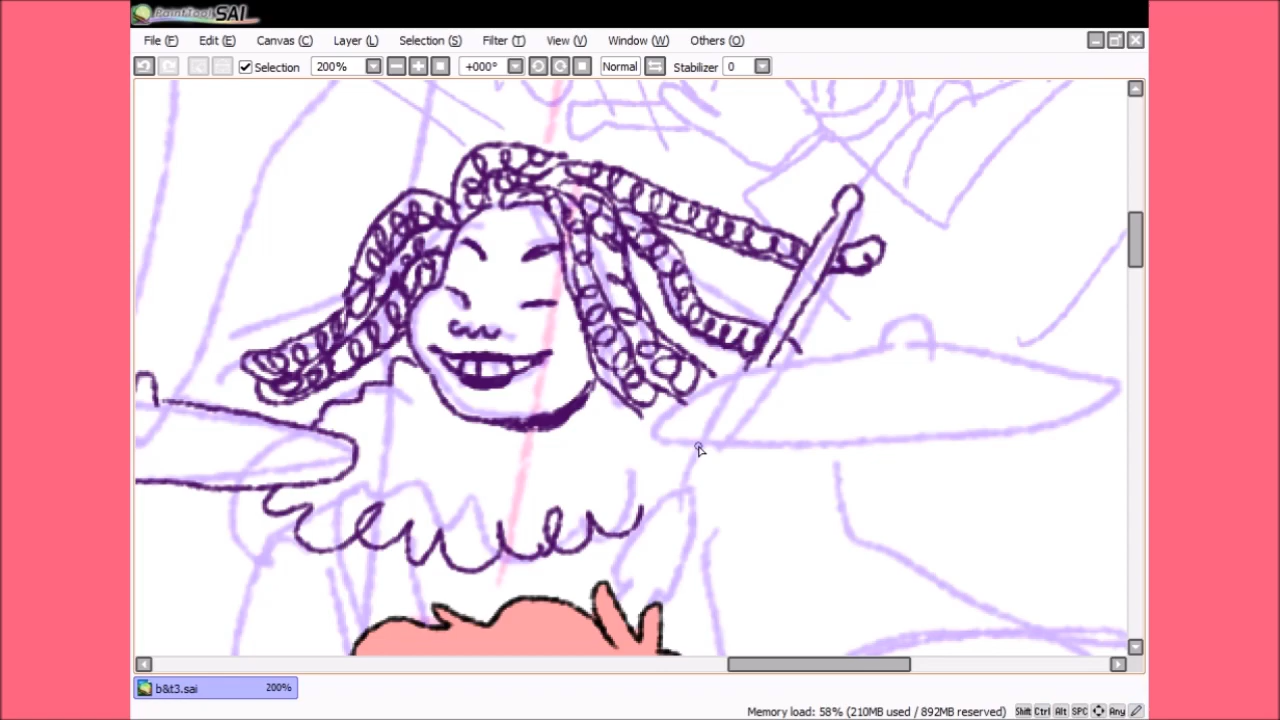 PaintTool SAI
File (F) Edit (E) Canvas (C) Layer (L) Selection (S) Filter (T) View (V) Window (W) Others (O)
Selection 200% +000° Normal Stabilizer 0
b&t3.sai 200%
Memory load: 58% (210MB used / 892MB reserved) Shift Ctrl Alt SPC Any